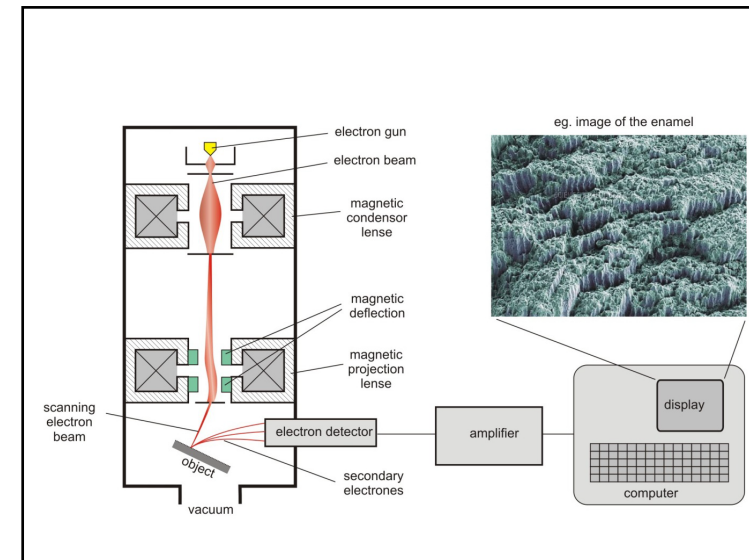 eg. image of the enamel
electron gun
electron beam
magnetic
condensor
lense
magnetic
deflection
magnetic
projection
lense
display
scanning
electron
beam
electron detector
amplifier
object
secondary
electrones
computer
vacuum